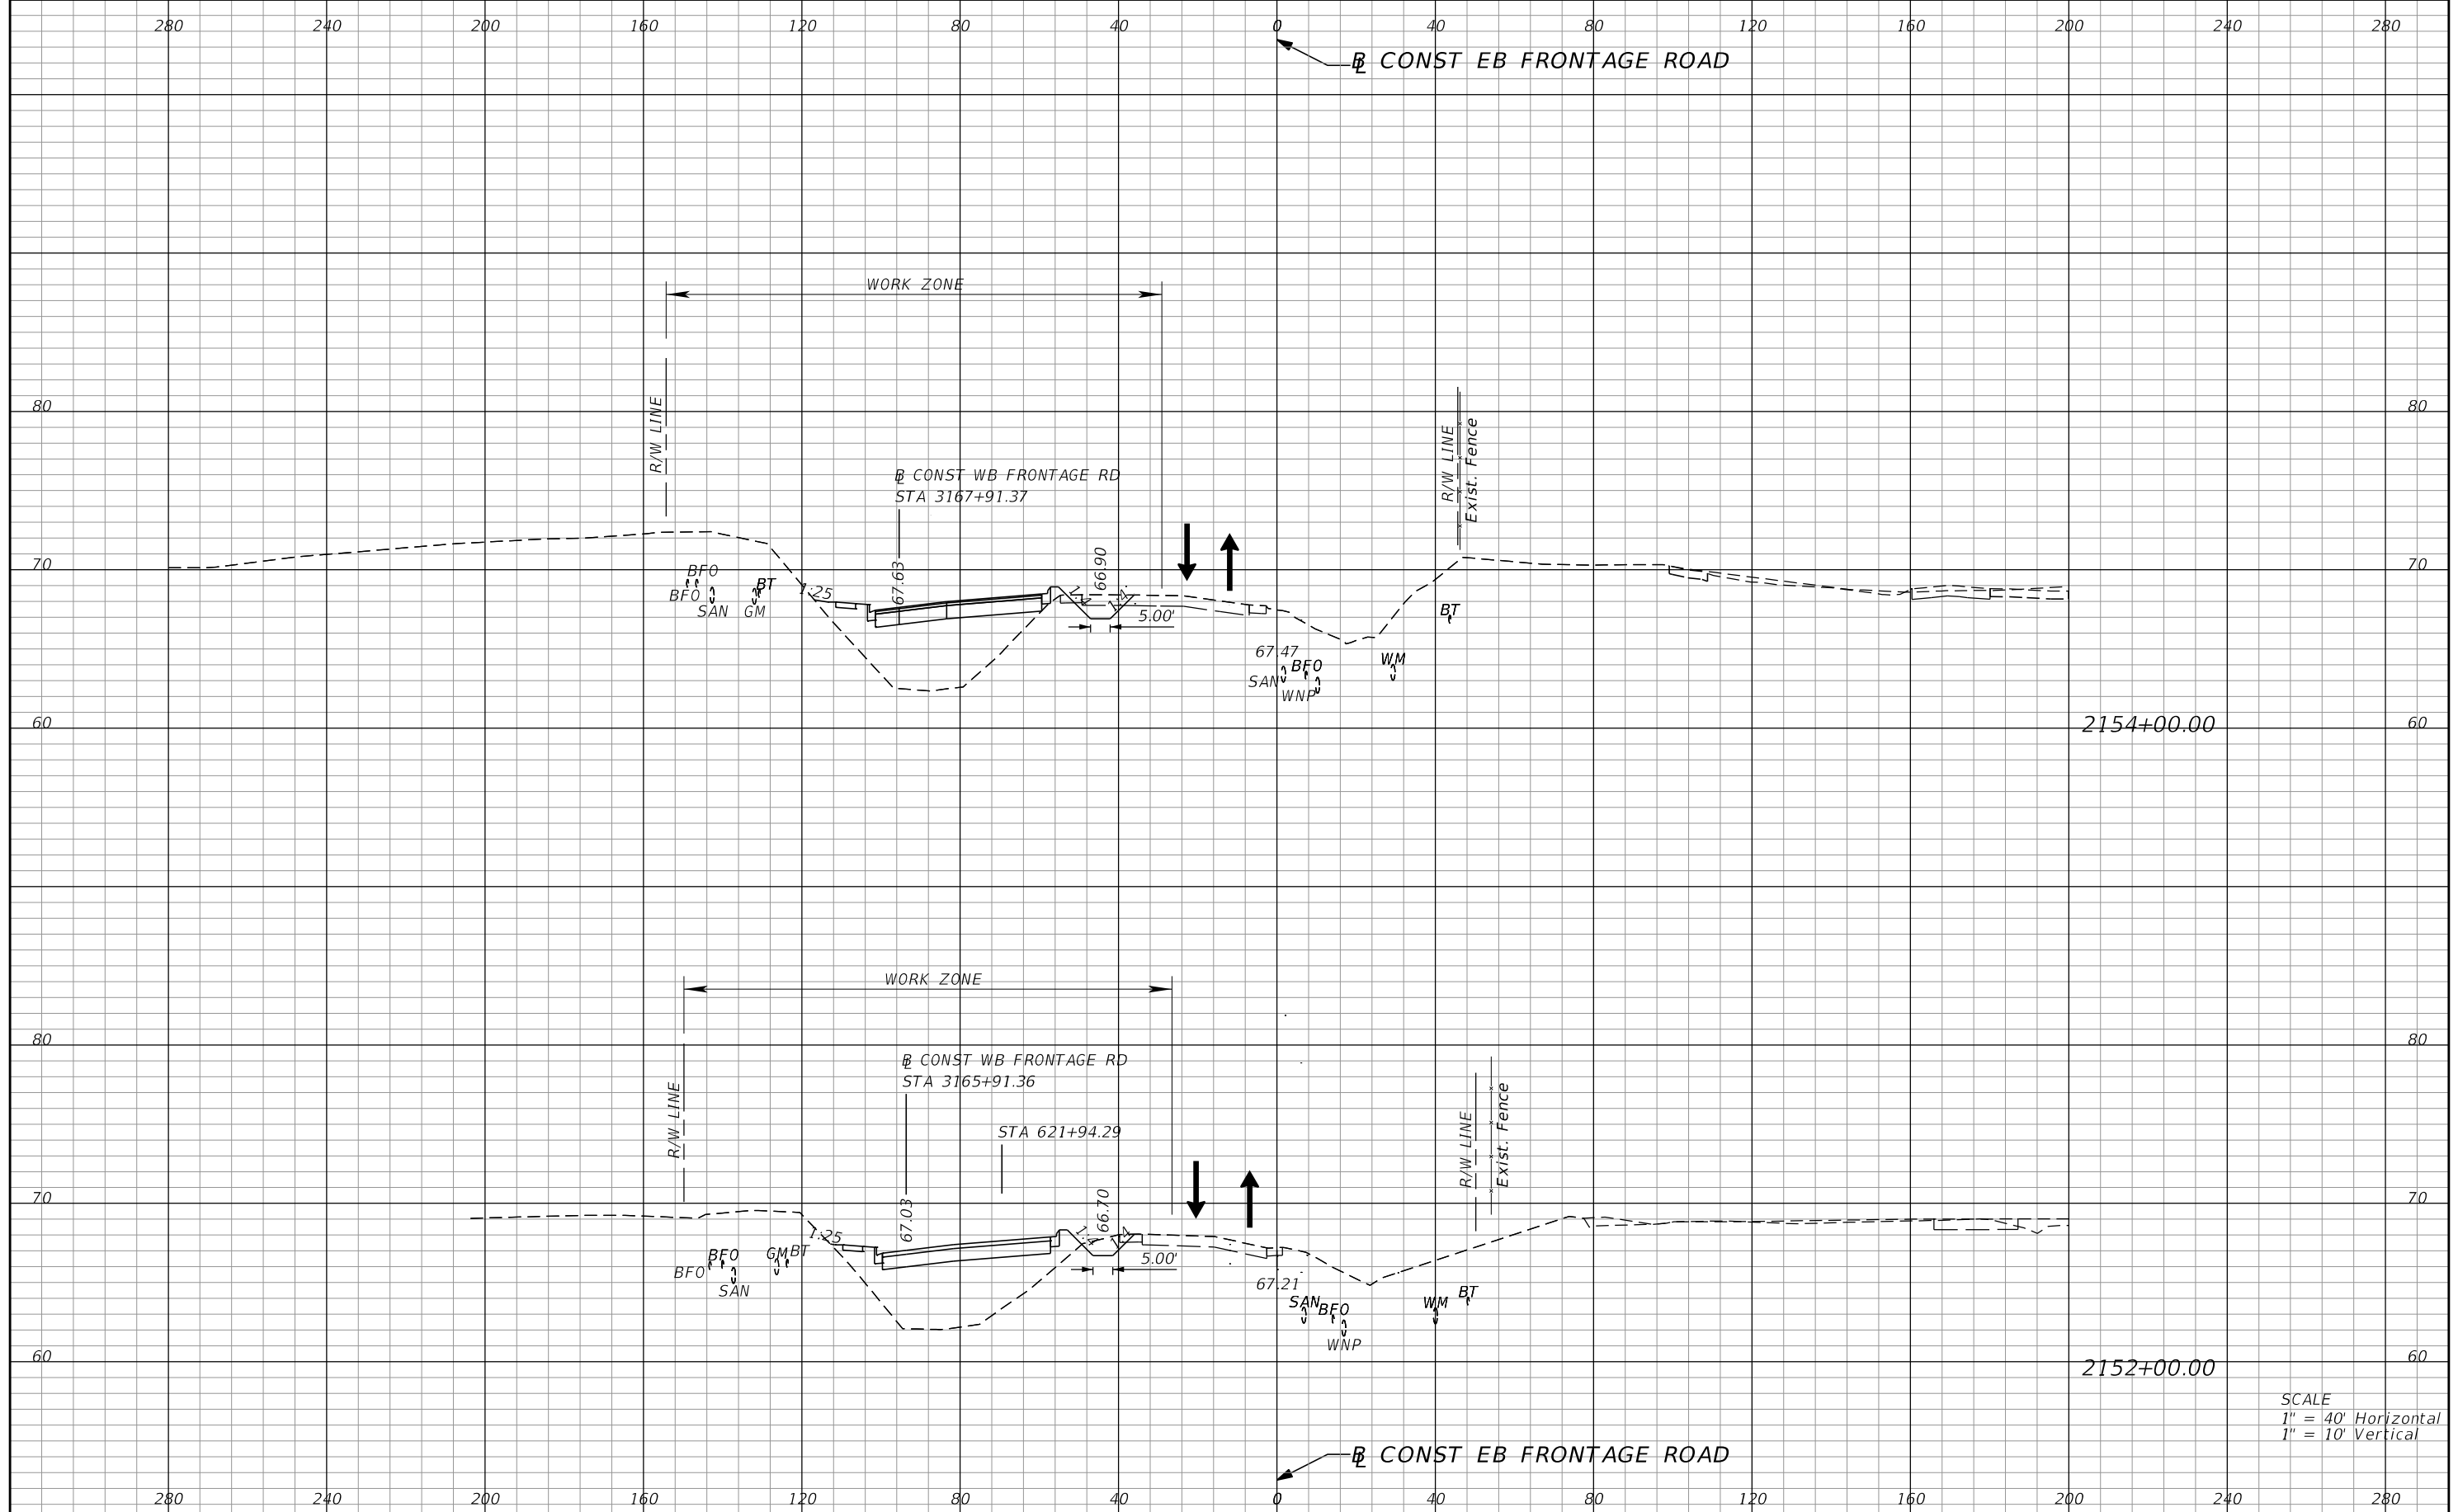 280 240 200 160 120 80 40 0 40 80 120 160 200 240 280
BL CONST EB FRONTAGE ROAD
WORK ZONE
80 80
R/W LINE
R/W LINE
Exist. Fence
BL CONST WB FRONTAGE RD
STA 3167+91.37
70 70
BFO
BFO
SAN
GM
BT
1:25
67.63
66.90
5.00'
BT
67.47
SAN
BFO
WNP
WM
60 60
2154+00.00
WORK ZONE
80 80
R/W LINE
BL CONST WB FRONTAGE RD
STA 3165+91.36
STA 621+94.29
R/W LINE
Exist. Fence
70 70
67.03
66.70
1:25
BFO
BFO
SAN
GM
BT
5.00'
67.21
SAN
BFO
WNP
WM
BT
60 60
2152+00.00
SCALE
1" = 40' Horizontal
1" = 10' Vertical
BL CONST EB FRONTAGE ROAD
280 240 200 160 120 80 40 0 40 80 120 160 200 240 280